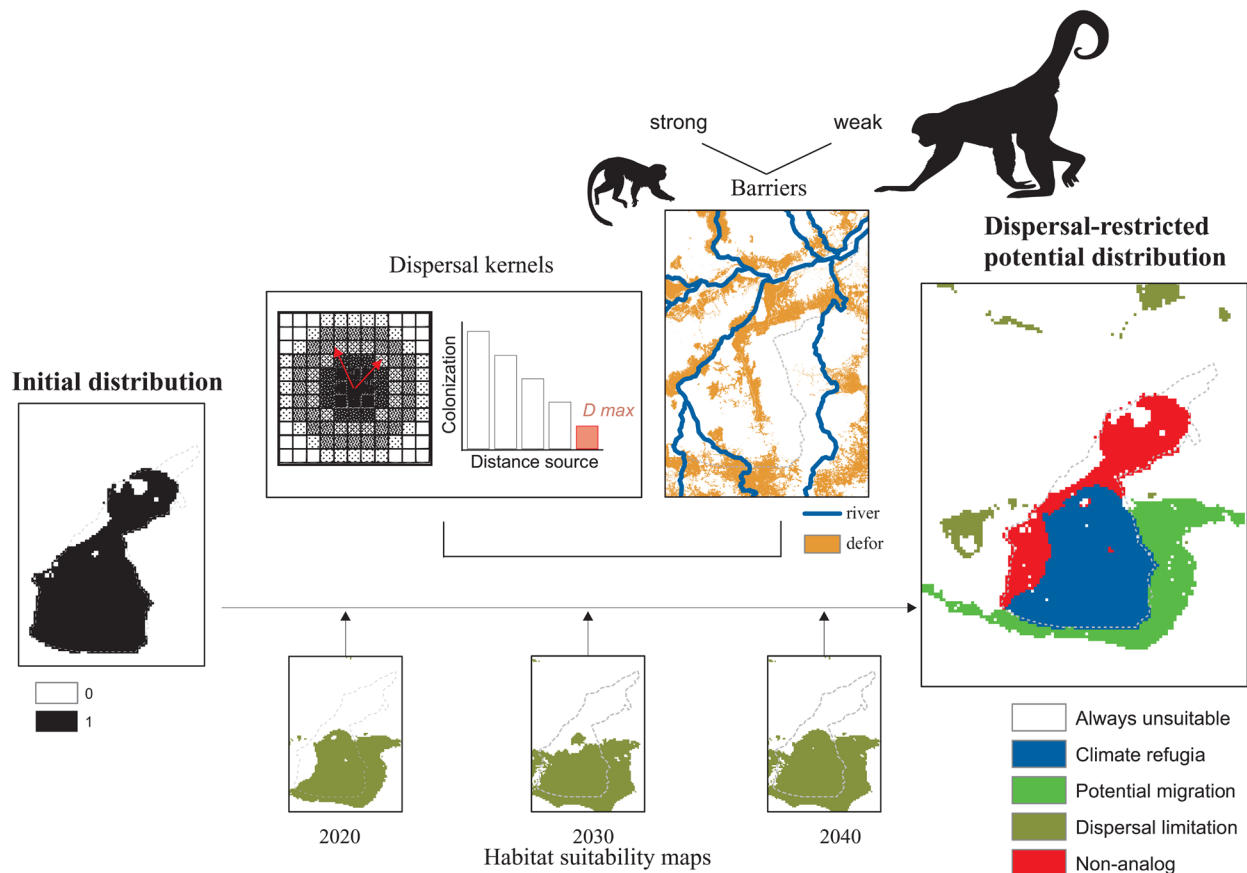 strong
weak
Barriers
Dispersal-restricted
potential distribution
Dispersal kernels
Initial distribution
Colonization
D max
Distance source
river
defor
0
1
2020
2030
2040
Habitat suitability maps
Always unsuitable
Climate refugia
Potential migration
Dispersal limitation
Non-analog